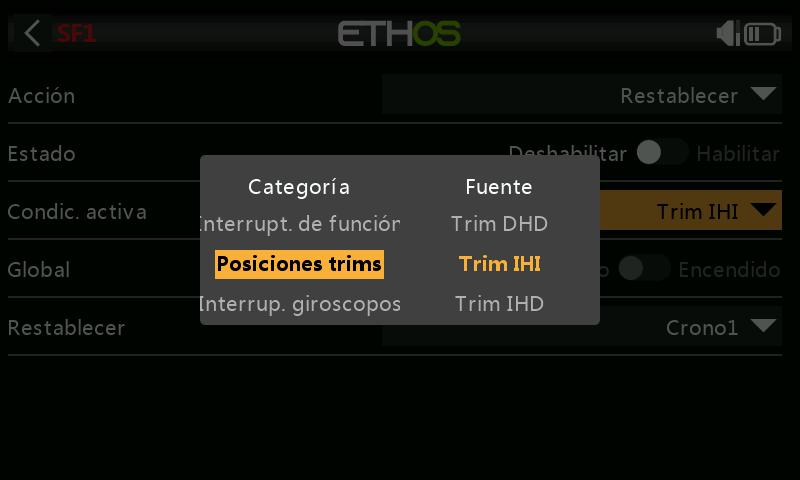 SF1
ETHOS
Acción
Restablecer
Estado
Deshabilitar
Habilitar
Condic. activa
Trim IHI
Global
Encendido
Restablecer
Crono1
Categoría
Fuente
Interrupt. de función
Trim DHD
Posiciones trims
Trim IHI
Interrup. giroscopos
Trim IHD